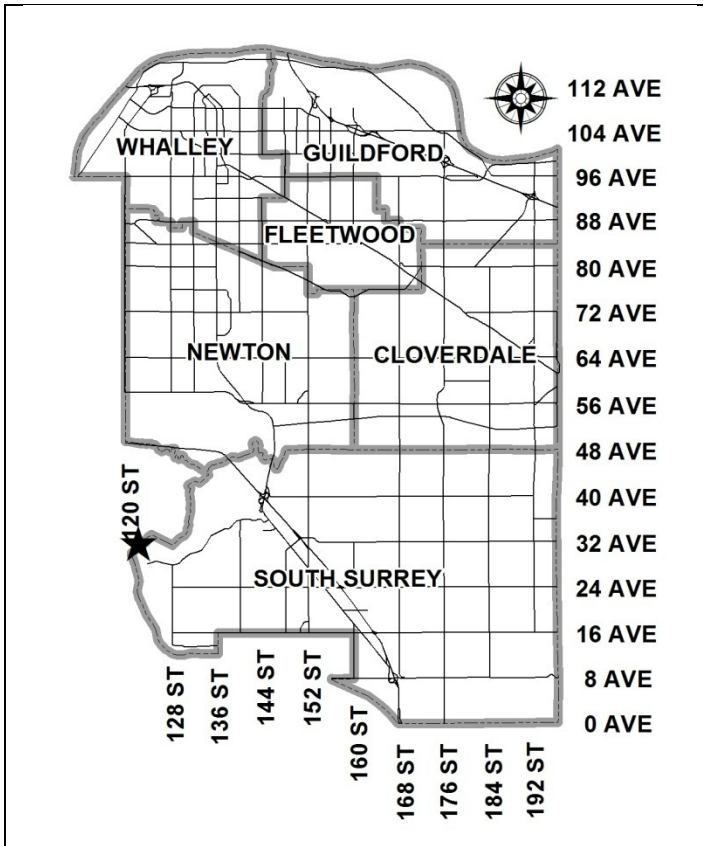 112 AVE
104 AVE
WHALLEY
GUILDFORD
96 AVE
88 AVE
FLEETWOOD
80 AVE
72 AVE
NEWTON
CLOVERDALE
64 AVE
56 AVE
48 AVE
120 ST
40 AVE
32 AVE
SOUTH SURREY
24 AVE
16 AVE
8 AVE
0 AVE
128 ST
136 ST
144 ST
152 ST
160 ST
168 ST
176 ST
184 ST
192 ST